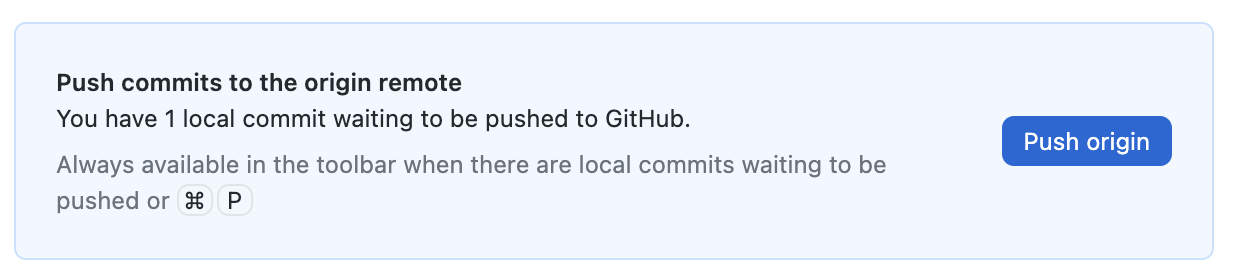 Push commits to the origin remote
You have 1 local commit waiting to be pushed to GitHub.
Always available in the toolbar when there are local commits waiting to be
pushed or ⌘ P
Push origin